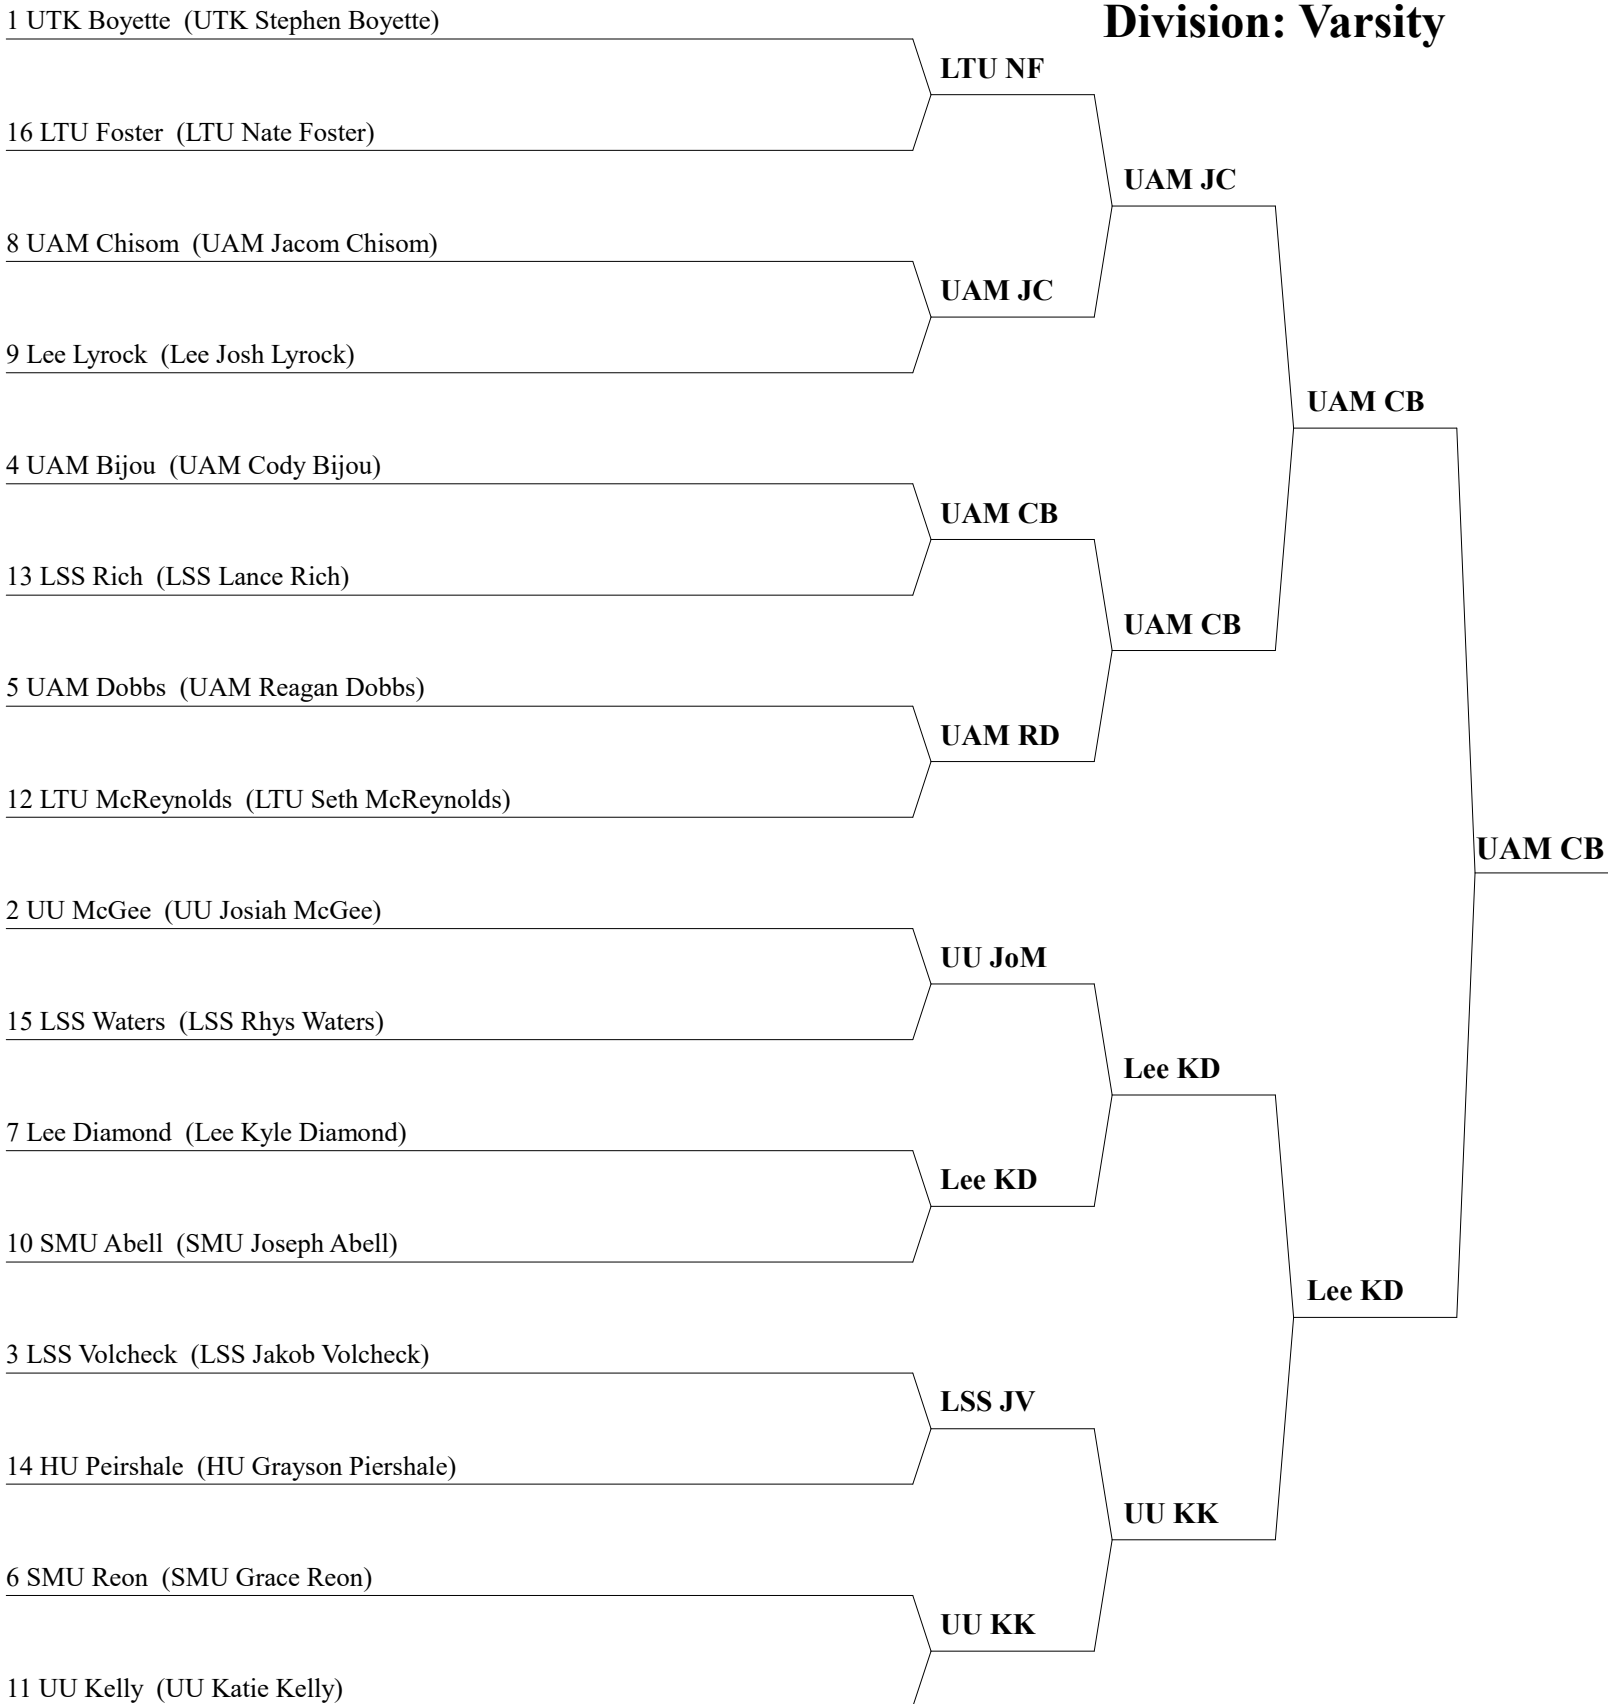 Division: Varsity
1 UTK Boyette (UTK Stephen Boyette)
LTU NF
16 LTU Foster (LTU Nate Foster)
UAM JC
8 UAM Chisom (UAM Jacom Chisom)
UAM JC
9 Lee Lyrock (Lee Josh Lyrock)
UAM CB
4 UAM Bijou (UAM Cody Bijou)
UAM CB
13 LSS Rich (LSS Lance Rich)
UAM CB
5 UAM Dobbs (UAM Reagan Dobbs)
UAM RD
12 LTU McReynolds (LTU Seth McReynolds)
UAM CB
2 UU McGee (UU Josiah McGee)
UU JoM
15 LSS Waters (LSS Rhys Waters)
Lee KD
7 Lee Diamond (Lee Kyle Diamond)
Lee KD
10 SMU Abell (SMU Joseph Abell)
Lee KD
3 LSS Volcheck (LSS Jakob Volcheck)
LSS JV
14 HU Peirshale (HU Grayson Piershale)
UU KK
6 SMU Reon (SMU Grace Reon)
UU KK
11 UU Kelly (UU Katie Kelly)